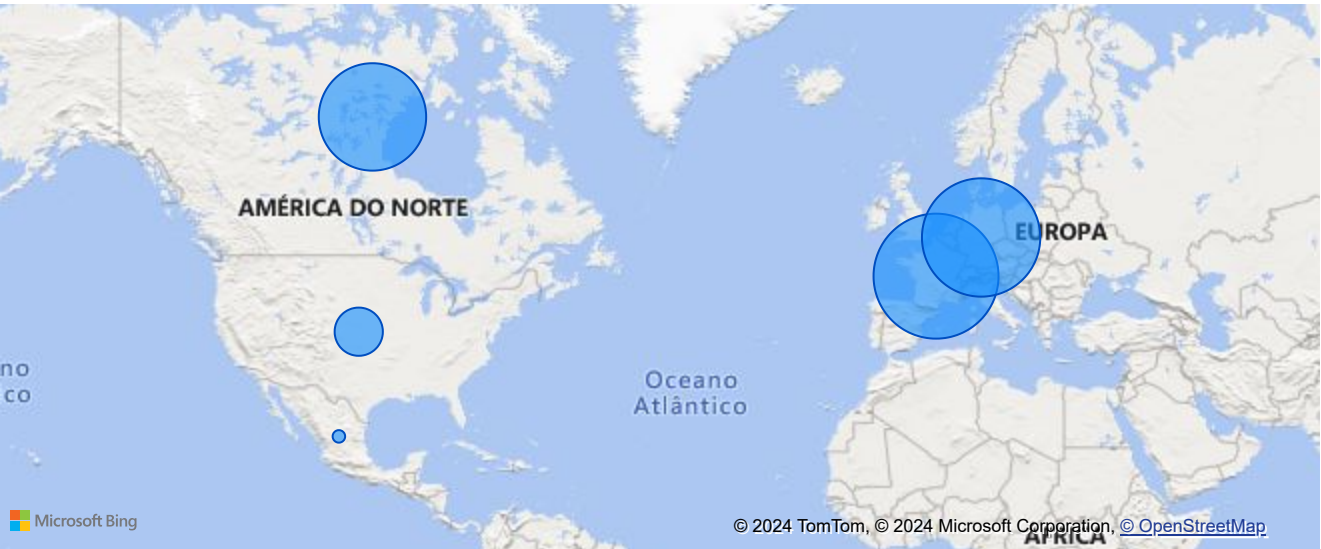 AMÉRICA DO NORTE
EUROPA
no
co
Oceano
Atlântico
Microsoft Bing
© 2024 TomTom, © 2024 Microsoft Corporation, © OpenStreetMap
ÁFRICA